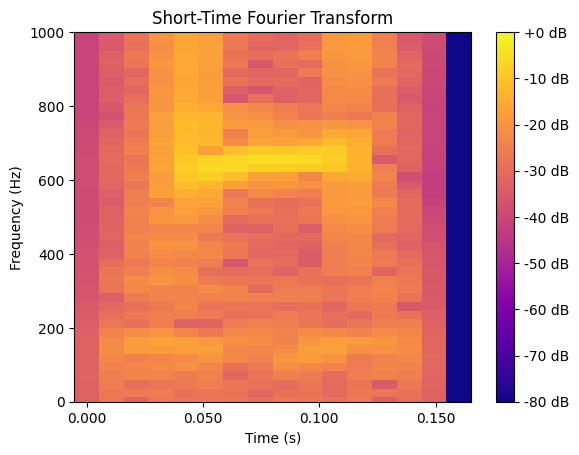 Short-Time Fourier Transform
1000
800
600
400
200
0
Frequency (Hz)
0.000
0.050
0.100
0.150
Time (s)
+0 dB
-10 dB
-20 dB
-30 dB
-40 dB
-50 dB
-60 dB
-70 dB
-80 dB